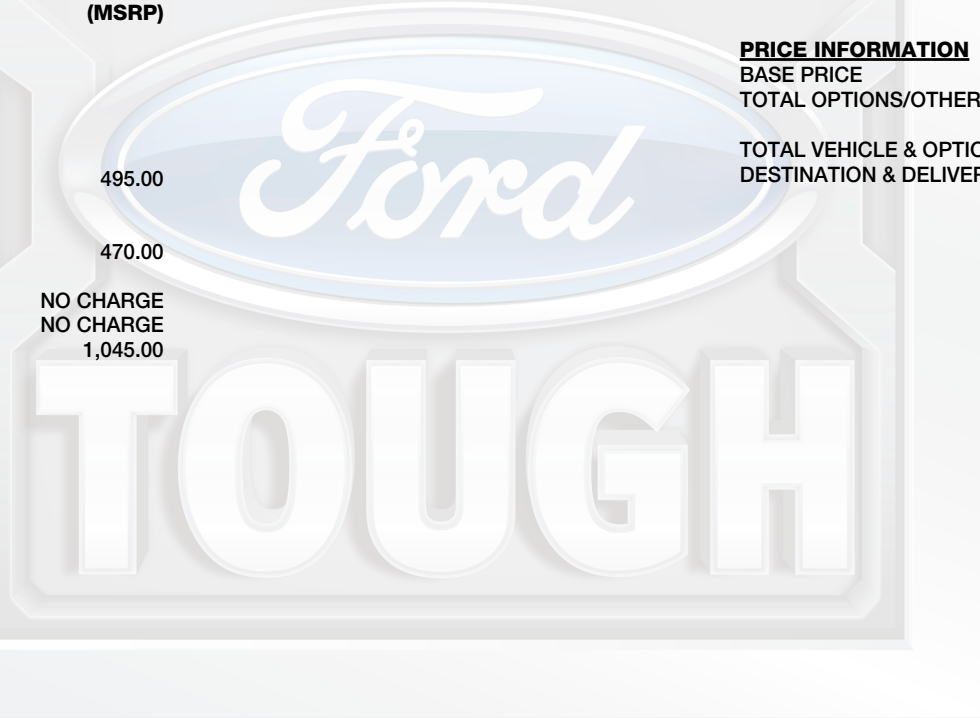 (MSRP)
495.00
470.00
NO CHARGE
NO CHARGE
1,045.00
PRICE INFORMATION
BASE PRICE
TOTAL OPTIONS/OTHER
TOTAL VEHICLE & OPTIO
DESTINATION & DELIVER
Ford
TOUGH